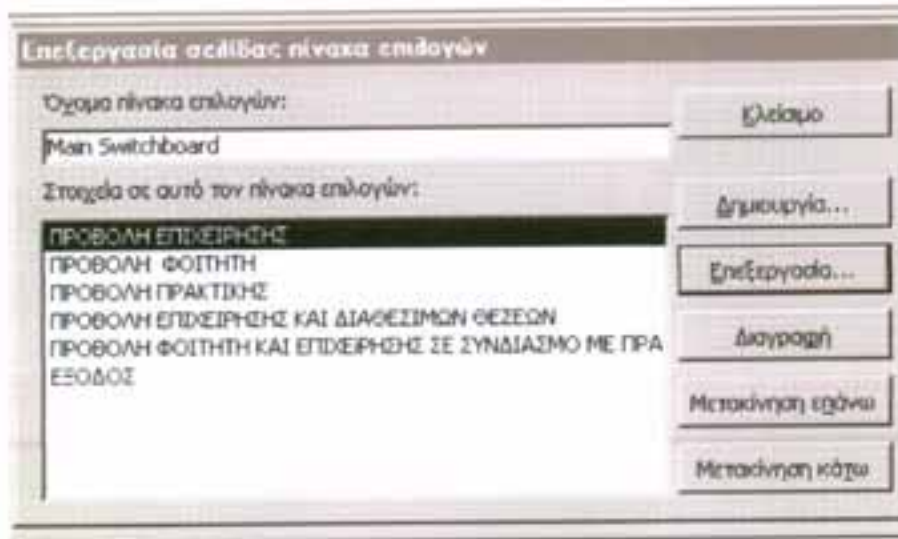 Επεξεργασία σελίδας πίνακα επιλογών
Όνομα πίνακα επιλογών:
Main Switchboard
Στοιχεία σε αυτό τον πίνακα επιλογών:
ΠΡΟΒΟΛΗ ΕΠΙΧΕΙΡΗΣΗΣ
ΠΡΟΒΟΛΗ ΦΟΙΤΗΤΗ
ΠΡΟΒΟΛΗ ΠΡΑΚΤΙΚΗΣ
ΠΡΟΒΟΛΗ ΕΠΙΧΕΙΡΗΣΗΣ ΚΑΙ ΔΙΑΘΕΣΙΜΩΝ ΘΕΣΕΩΝ
ΠΡΟΒΟΛΗ ΦΟΙΤΗΤΗ ΚΑΙ ΕΠΙΧΕΙΡΗΣΗΣ ΣΕ ΣΥΝΔΙΑΣΜΟ ΜΕ ΠΡΑ
ΕΞΟΔΟΣ
Κλείσιμο
Δημιουργία...
Επεξεργασία...
Διαγραφή
Μετακίνηση επάνω
Μετακίνηση κάτω